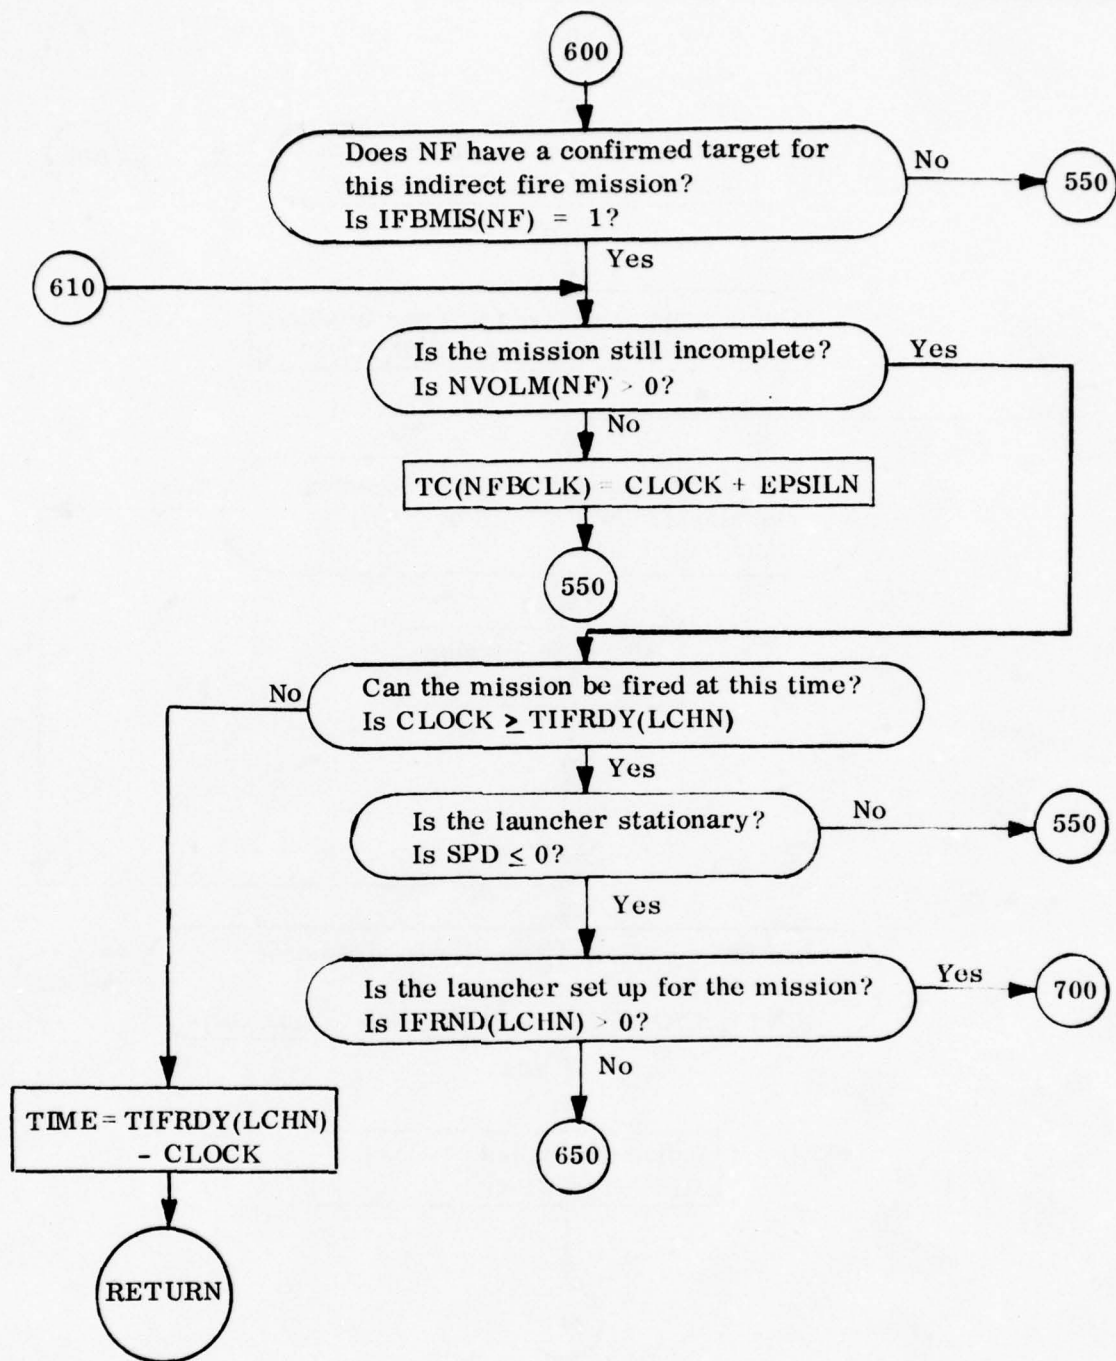 600
Does NF have a confirmed target for
this indirect fire mission?
Is IFBMIS(NF) = 1?
No
550
Yes
610
Is the mission still incomplete?
Is NVOLM(NF) > 0?
Yes
No
TC(NFBCLK) = CLOCK + EPSILN
550
Can the mission be fired at this time?
Is CLOCK ≥ TIFRDY(LCHN)
No
Yes
Is the launcher stationary?
Is SPD ≤ 0?
No
550
Yes
Is the launcher set up for the mission?
Is IFRND(LCHN) > 0?
Yes
700
No
650
TIME = TIFRDY(LCHN)
- CLOCK
RETURN